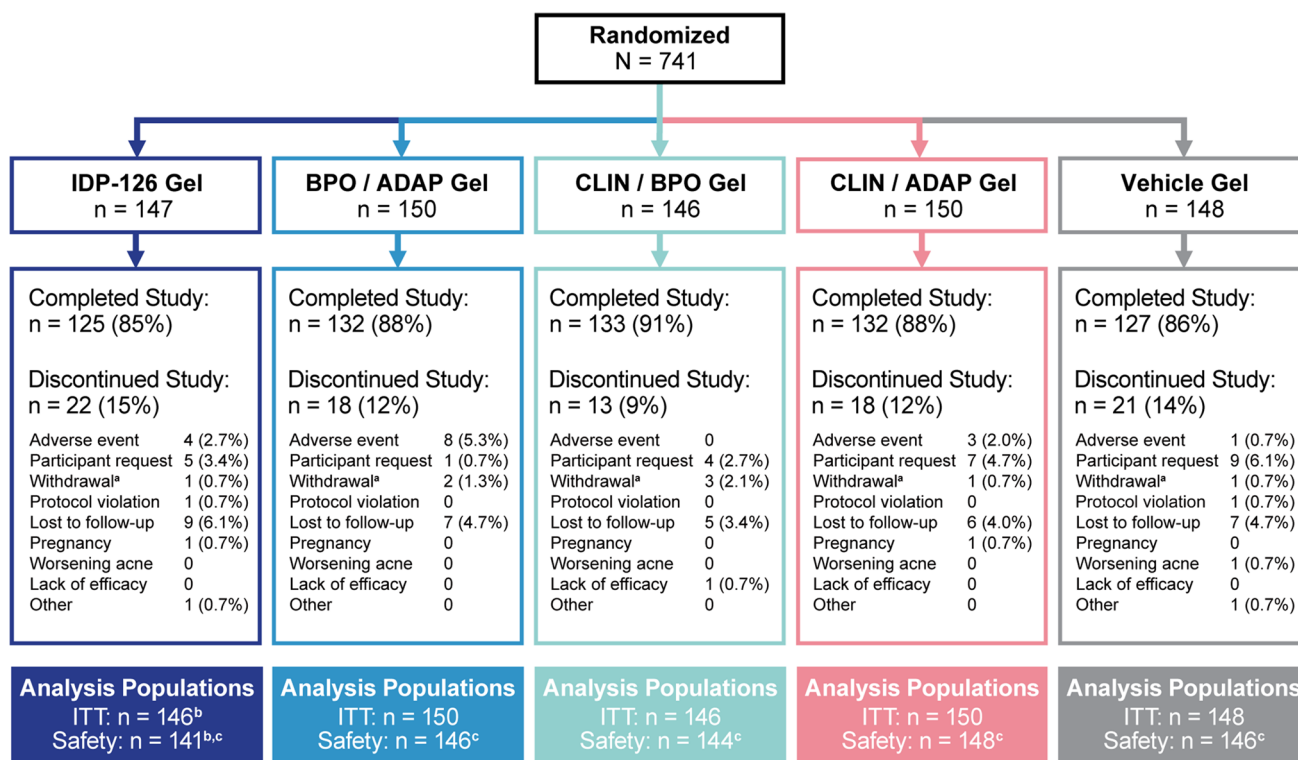 Randomized
N = 741
IDP-126 Gel
n = 147
BPO / ADAP Gel
n = 150
CLIN / BPO Gel
n = 146
CLIN / ADAP Gel
n = 150
Vehicle Gel
n = 148
Completed Study:
n = 125 (85%)
Discontinued Study:
n = 22 (15%)
Adverse event 4 (2.7%)
Participant request 5 (3.4%)
Withdrawalᵃ 1 (0.7%)
Protocol violation 1 (0.7%)
Lost to follow-up 9 (6.1%)
Pregnancy 1 (0.7%)
Worsening acne 0
Lack of efficacy 0
Other 1 (0.7%)
Completed Study:
n = 132 (88%)
Discontinued Study:
n = 18 (12%)
Adverse event 8 (5.3%)
Participant request 1 (0.7%)
Withdrawalᵃ 2 (1.3%)
Protocol violation 0
Lost to follow-up 7 (4.7%)
Pregnancy 0
Worsening acne 0
Lack of efficacy 0
Other 0
Completed Study:
n = 133 (91%)
Discontinued Study:
n = 13 (9%)
Adverse event 0
Participant request 4 (2.7%)
Withdrawalᵃ 3 (2.1%)
Protocol violation 0
Lost to follow-up 5 (3.4%)
Pregnancy 0
Worsening acne 0
Lack of efficacy 1 (0.7%)
Other 0
Completed Study:
n = 132 (88%)
Discontinued Study:
n = 18 (12%)
Adverse event 3 (2.0%)
Participant request 7 (4.7%)
Withdrawalᵃ 1 (0.7%)
Protocol violation 0
Lost to follow-up 6 (4.0%)
Pregnancy 1 (0.7%)
Worsening acne 0
Lack of efficacy 0
Other 0
Completed Study:
n = 127 (86%)
Discontinued Study:
n = 21 (14%)
Adverse event 1 (0.7%)
Participant request 9 (6.1%)
Withdrawalᵃ 1 (0.7%)
Protocol violation 1 (0.7%)
Lost to follow-up 7 (4.7%)
Pregnancy 0
Worsening acne 1 (0.7%)
Lack of efficacy 0
Other 1 (0.7%)
Analysis Populations
ITT: n = 146ᵇ
Safety: n = 141ᵇ,ᶜ
Analysis Populations
ITT: n = 150
Safety: n = 146ᶜ
Analysis Populations
ITT: n = 146
Safety: n = 144ᶜ
Analysis Populations
ITT: n = 150
Safety: n = 148ᶜ
Analysis Populations
ITT: n = 148
Safety: n = 146ᶜ